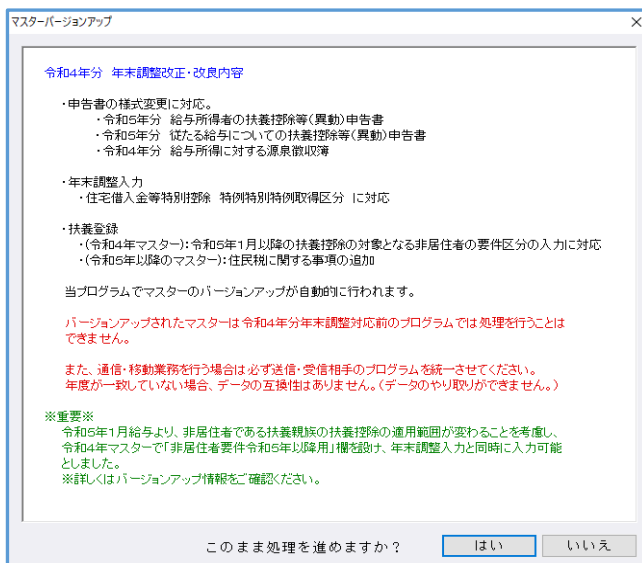 マスターバージョンアップ
令和4年分 年末調整改正・改良内容
・申告書の様式変更に対応。
・令和5年分 給与所得者の扶養控除等(異動)申告書
・令和5年分 従たる給与についての扶養控除等(異動)申告書
・令和4年分 給与所得に対する源泉徴収簿
・年末調整入力
・住宅借入金等特別控除 特例特別特例取得区分 に対応
・扶養登録
・(令和4年マスター):令和5年1月以降の扶養控除の対象となる非居住者の要件区分の入力に対応
・(令和5年以降のマスター):住民税に関する事項の追加
当プログラムでマスターのバージョンアップが自動的に行われます。
バージョンアップされたマスターは令和4年分年末調整対応前のプログラムでは処理を行うことは
できません。
また、通信・移動業務を行う場合は必ず送信・受信相手のプログラムを統一させてください。
年度が一致していない場合、データの互換性はありません。(データのやり取りができません。)
※重要※
令和5年1月給与より、非居住者である扶養親族の扶養控除の適用範囲が変わることを考慮し、
令和4年マスターで「非居住者要件令和5年以降用」欄を設け、年末調整入力と同時に入力可能
としました。
※詳しくはバージョンアップ情報をご確認ください。
このまま処理を進めますか？
はい
いいえ